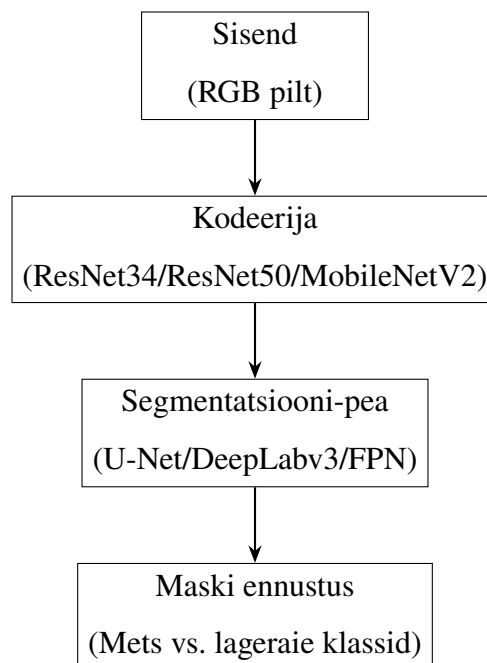 Sisend
(RGB pilt)
Kodeerija
(ResNet34/ResNet50/MobileNetV2)
Segmentatsiooni-pea
(U-Net/DeepLabv3/FPN)
Maski ennustus
(Mets vs. lageraie klassid)